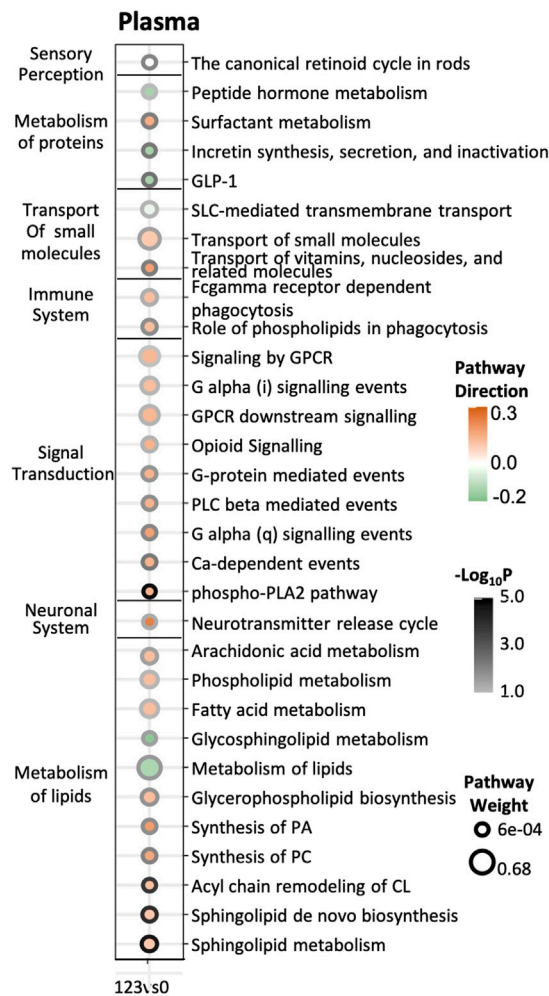 Plasma
Sensory
Perception
The canonical retinoid cycle in rods
Metabolism
of proteins
Peptide hormone metabolism
Surfactant metabolism
Incretin synthesis, secretion, and inactivation
GLP-1
Transport
Of small
molecules
SLC-mediated transmembrane transport
Transport of small molecules
Transport of vitamins, nucleosides, and
related molecules
Immune
System
Fcgamma receptor dependent
phagocytosis
Role of phospholipids in phagocytosis
Signal
Transduction
Signaling by GPCR
G alpha (i) signalling events
GPCR downstream signalling
Opioid Signalling
G-protein mediated events
PLC beta mediated events
G alpha (q) signalling events
Ca-dependent events
phospho-PLA2 pathway
Neuronal
System
Neurotransmitter release cycle
Metabolism
of lipids
Arachidonic acid metabolism
Phospholipid metabolism
Fatty acid metabolism
Glycosphingolipid metabolism
Metabolism of lipids
Glycerophospholipid biosynthesis
Synthesis of PA
Synthesis of PC
Acyl chain remodeling of CL
Sphingolipid de novo biosynthesis
Sphingolipid metabolism
123vs0
Pathway
Direction
0.3
0.0
-0.2
-Log10P
5.0
3.0
1.0
Pathway
Weight
6e-04
0.68